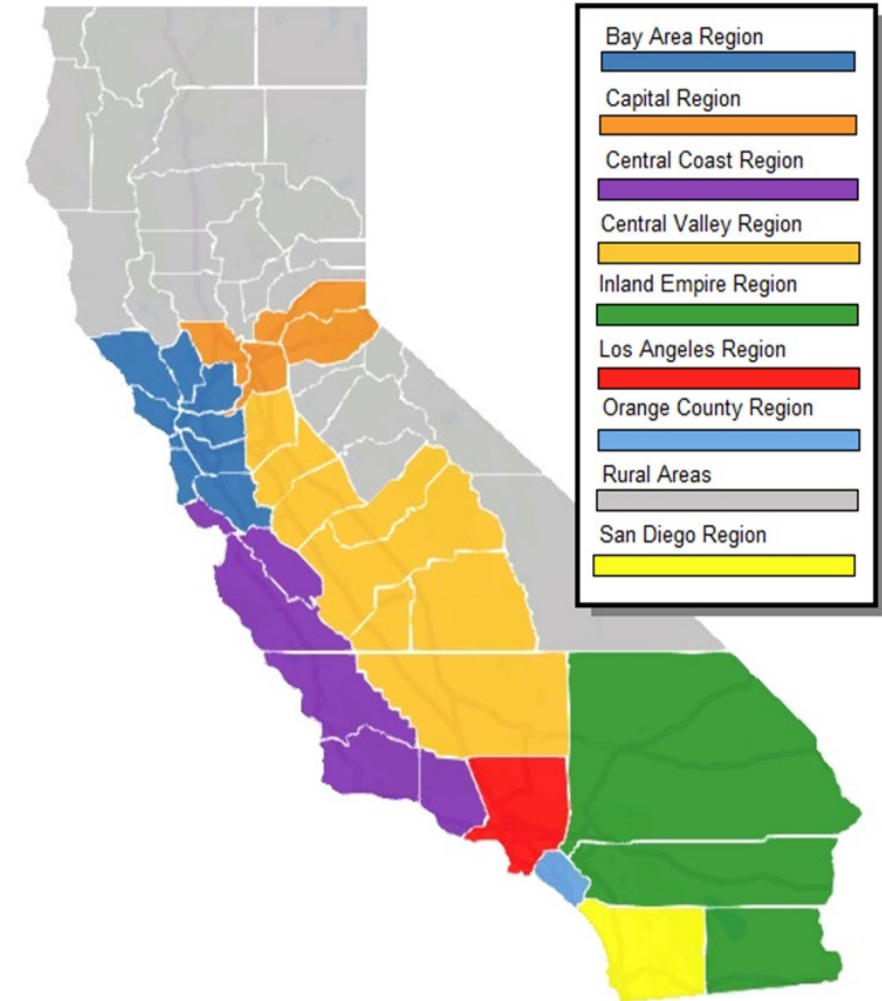 Bay Area Region
Capital Region
Central Coast Region
Central Valley Region
Inland Empire Region
Los Angeles Region
Orange County Region
Rural Areas
San Diego Region